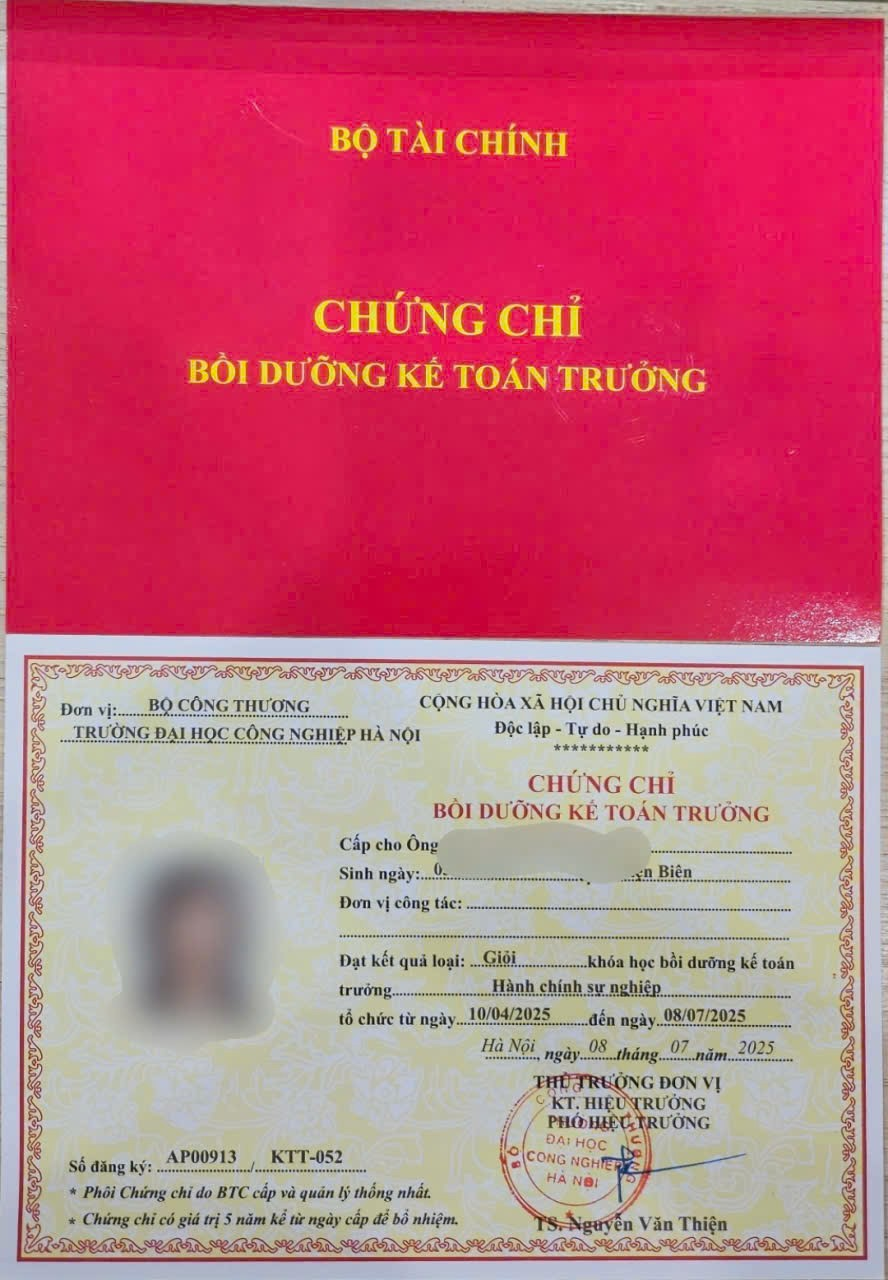 BỘ TÀI CHÍNH
CHỨNG CHỈ
BỒI DƯỠNG KẾ TOÁN TRƯỞNG
Đơn vị: BỘ CÔNG THƯƠNG
TRƯỜNG ĐẠI HỌC CÔNG NGHIỆP HÀ NỘI
CỘNG HÒA XÃ HỘI CHỦ NGHĨA VIỆT NAM
Độc lập - Tự do - Hạnh phúc
***********
CHỨNG CHỈ
BỒI DƯỠNG KẾ TOÁN TRƯỞNG
Cấp cho Ông
Sinh ngày: Biên
Đơn vị công tác:
Đạt kết quả loại: Giỏi khóa học bồi dưỡng kế toán
trưởng Hành chính sự nghiệp
tổ chức từ ngày 10/04/2025 đến ngày 08/07/2025
Hà Nội, ngày 08 tháng 07 năm 2025
THỦ TRƯỞNG ĐƠN VỊ
KT. HIỆU TRƯỞNG
PHÓ HIỆU TRƯỞNG
ĐẠI HỌC
CÔNG NGHIỆP
HÀ NỘI
TS. Nguyễn Văn Thiện
Số đăng ký: AP00913 / KTT-052
* Phôi Chứng chỉ do BTC cấp và quản lý thống nhất.
* Chứng chỉ có giá trị 5 năm kể từ ngày cấp để bổ nhiệm.